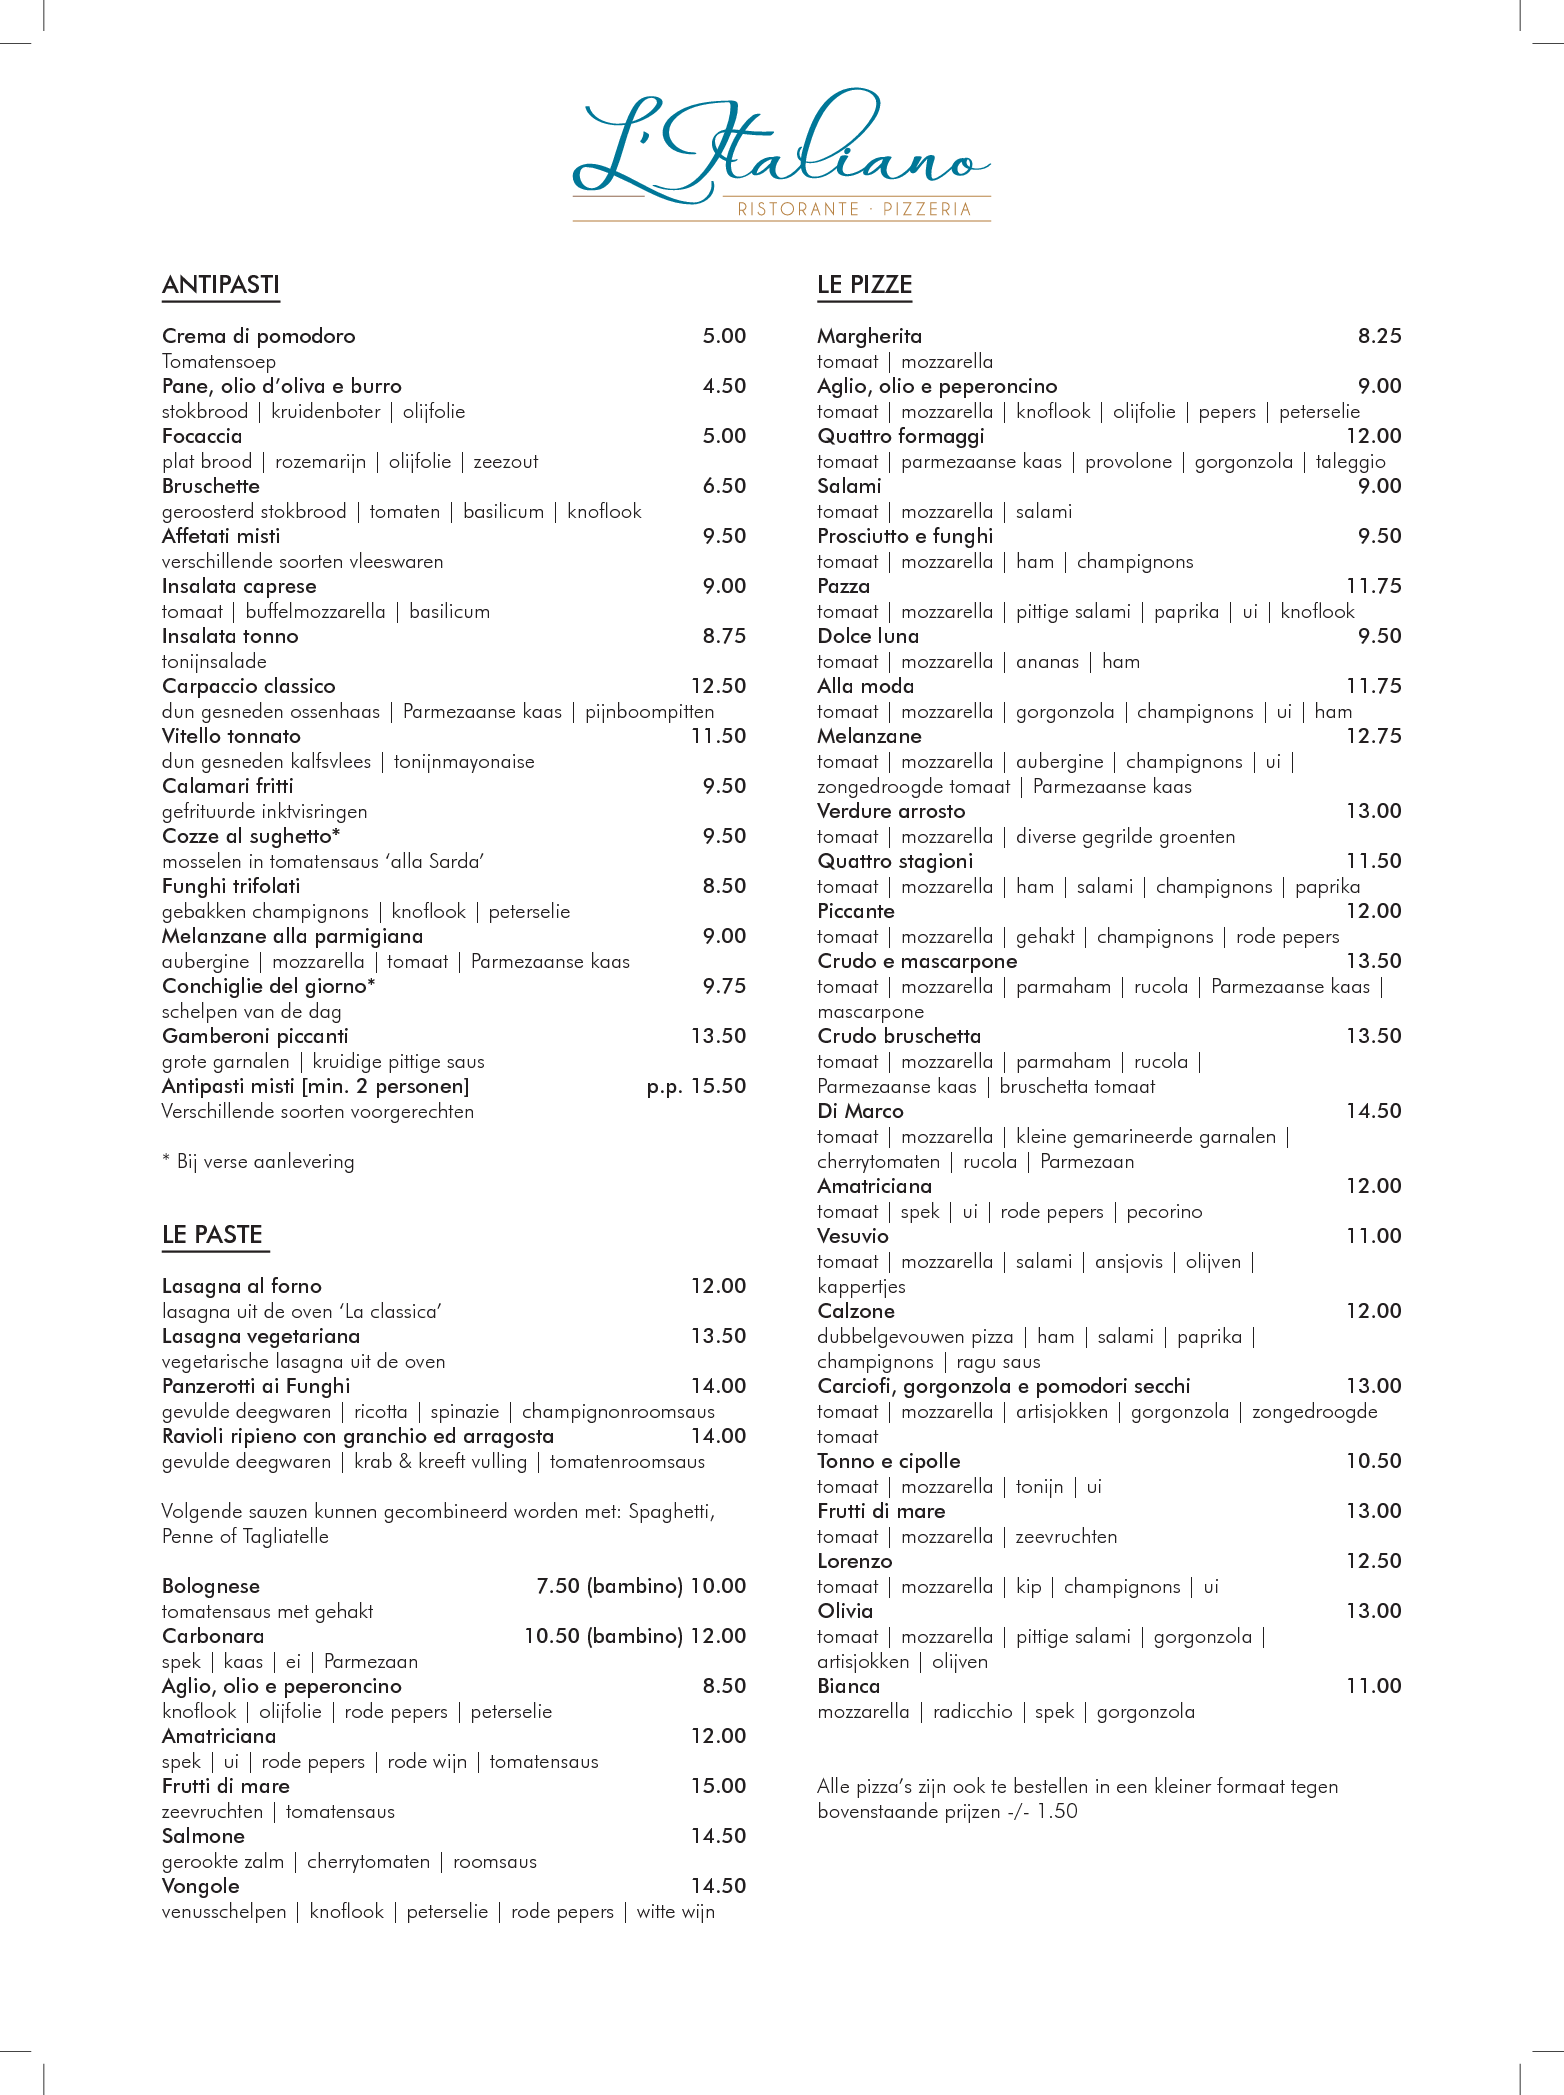 L'Italiano
RISTORANTE · PIZZERIA
ANTIPASTI
Crema di pomodoro 5.00
Tomatensoep
Pane, olio d’oliva e burro 4.50
stokbrood | kruidenboter | olijfolie
Focaccia 5.00
plat brood | rozemarijn | olijfolie | zeezout
Bruschette 6.50
geroosterd stokbrood | tomaten | basilicum | knoflook
Affetati misti 9.50
verschillende soorten vleeswaren
Insalata caprese 9.00
tomaat | buffelmozzarella | basilicum
Insalata tonno 8.75
tonijnsalade
Carpaccio classico 12.50
dun gesneden ossenhaas | Parmezaanse kaas | pijnboompitten
Vitello tonnato 11.50
dun gesneden kalfsvlees | tonijnmayonaise
Calamari fritti 9.50
gefrituurde inktvisringen
Cozze al sughetto* 9.50
mosselen in tomatensaus ‘alla Sarda’
Funghi trifolati 8.50
gebakken champignons | knoflook | peterselie
Melanzane alla parmigiana 9.00
aubergine | mozzarella | tomaat | Parmezaanse kaas
Conchiglie del giorno* 9.75
schelpen van de dag
Gamberoni piccanti 13.50
grote garnalen | kruidige pittige saus
Antipasti misti [min. 2 personen] p.p. 15.50
Verschillende soorten voorgerechten
* Bij verse aanlevering
LE PASTE
Lasagna al forno 12.00
lasagna uit de oven ‘La classica’
Lasagna vegetariana 13.50
vegetarische lasagna uit de oven
Panzerotti ai Funghi 14.00
gevulde deegwaren | ricotta | spinazie | champignonroomsaus
Ravioli ripieno con granchio ed arragosta 14.00
gevulde deegwaren | krab & kreeft vulling | tomatenroomsaus
Volgende sauzen kunnen gecombineerd worden met: Spaghetti,
Penne of Tagliatelle
Bolognese 7.50 (bambino) 10.00
tomatensaus met gehakt
Carbonara 10.50 (bambino) 12.00
spek | kaas | ei | Parmezaan
Aglio, olio e peperoncino 8.50
knoflook | olijfolie | rode pepers | peterselie
Amatriciana 12.00
spek | ui | rode pepers | rode wijn | tomatensaus
Frutti di mare 15.00
zeevruchten | tomatensaus
Salmone 14.50
gerookte zalm | cherrytomaten | roomsaus
Vongole 14.50
venusschelpen | knoflook | peterselie | rode pepers | witte wijn
LE PIZZE
Margherita 8.25
tomaat | mozzarella
Aglio, olio e peperoncino 9.00
tomaat | mozzarella | knoflook | olijfolie | pepers | peterselie
Quattro formaggi 12.00
tomaat | parmezaanse kaas | provolone | gorgonzola | taleggio
Salami 9.00
tomaat | mozzarella | salami
Prosciutto e funghi 9.50
tomaat | mozzarella | ham | champignons
Pazza 11.75
tomaat | mozzarella | pittige salami | paprika | ui | knoflook
Dolce luna 9.50
tomaat | mozzarella | ananas | ham
Alla moda 11.75
tomaat | mozzarella | gorgonzola | champignons | ui | ham
Melanzane 12.75
tomaat | mozzarella | aubergine | champignons | ui |
zongedroogde tomaat | Parmezaanse kaas
Verdure arrosto 13.00
tomaat | mozzarella | diverse gegrilde groenten
Quattro stagioni 11.50
tomaat | mozzarella | ham | salami | champignons | paprika
Piccante 12.00
tomaat | mozzarella | gehakt | champignons | rode pepers
Crudo e mascarpone 13.50
tomaat | mozzarella | parmaham | rucola | Parmezaanse kaas |
mascarpone
Crudo bruschetta 13.50
tomaat | mozzarella | parmaham | rucola |
Parmezaanse kaas | bruschetta tomaat
Di Marco 14.50
tomaat | mozzarella | kleine gemarineerde garnalen |
cherrytomaten | rucola | Parmezaan
Amatriciana 12.00
tomaat | spek | ui | rode pepers | pecorino
Vesuvio 11.00
tomaat | mozzarella | salami | ansjovis | olijven |
kappertjes
Calzone 12.00
dubbelgevouwen pizza | ham | salami | paprika |
champignons | ragu saus
Carciofi, gorgonzola e pomodori secchi 13.00
tomaat | mozzarella | artisjokken | gorgonzola | zongedroogde
tomaat
Tonno e cipolle 10.50
tomaat | mozzarella | tonijn | ui
Frutti di mare 13.00
tomaat | mozzarella | zeevruchten
Lorenzo 12.50
tomaat | mozzarella | kip | champignons | ui
Olivia 13.00
tomaat | mozzarella | pittige salami | gorgonzola |
artisjokken | olijven
Bianca 11.00
mozzarella | radicchio | spek | gorgonzola
Alle pizza’s zijn ook te bestellen in een kleiner formaat tegen
bovenstaande prijzen -/- 1.50